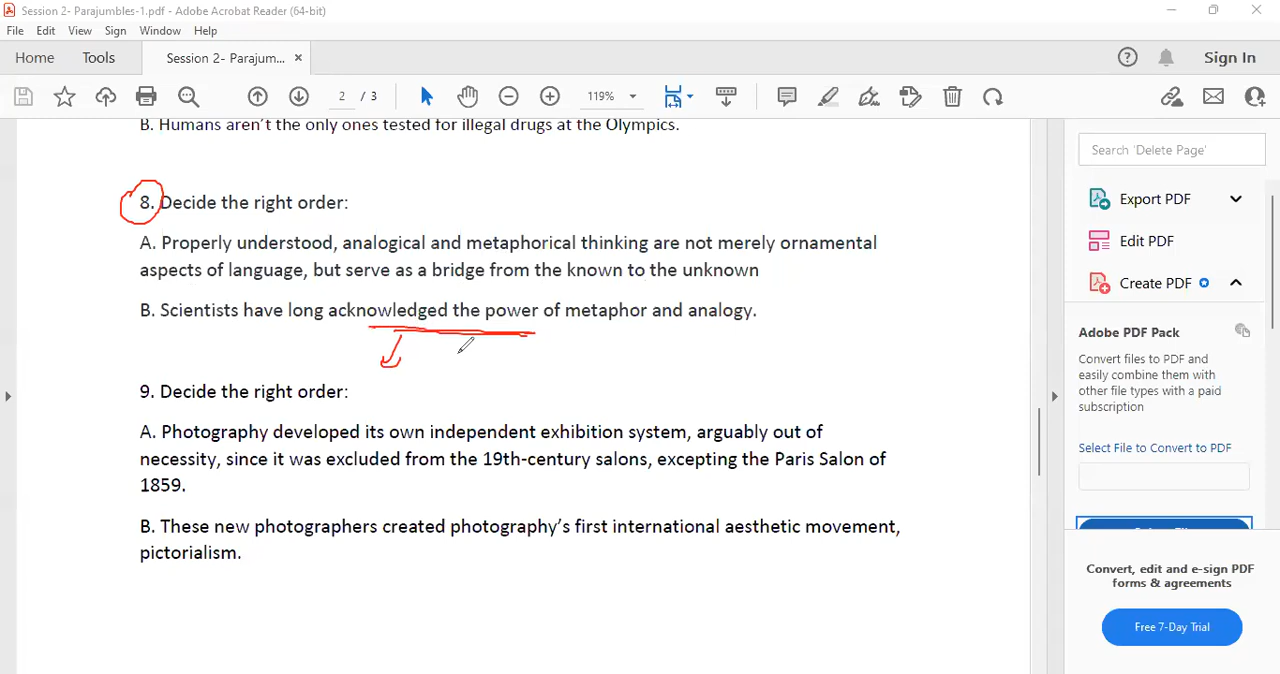 Session 2- Parajumbles-1.pdf - Adobe Acrobat Reader (64-bit)
File Edit View Sign Window Help
Home Tools Session 2- Parajum... × Sign In
2 / 3 119%
B. Humans aren't the only ones tested for illegal drugs at the Olympics.
8. Decide the right order:
A. Properly understood, analogical and metaphorical thinking are not merely ornamental
aspects of language, but serve as a bridge from the known to the unknown
B. Scientists have long acknowledged the power of metaphor and analogy.
9. Decide the right order:
A. Photography developed its own independent exhibition system, arguably out of
necessity, since it was excluded from the 19th-century salons, excepting the Paris Salon of
1859.
B. These new photographers created photography's first international aesthetic movement,
pictorialism.
Search 'Delete Page'
Export PDF
Edit PDF
Create PDF
Adobe PDF Pack
Convert files to PDF and
easily combine them with
other file types with a paid
subscription
Select File to Convert to PDF
Convert, edit and e-sign PDF
forms & agreements
Free 7-Day Trial